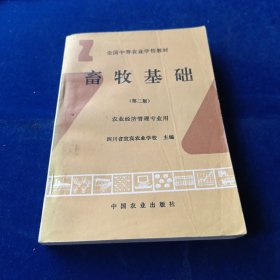 全国中等农业学校教材
畜牧基础
(第二版)
农业经济管理专业用
四川省宜宾农业学校 主编
中国农业出版社